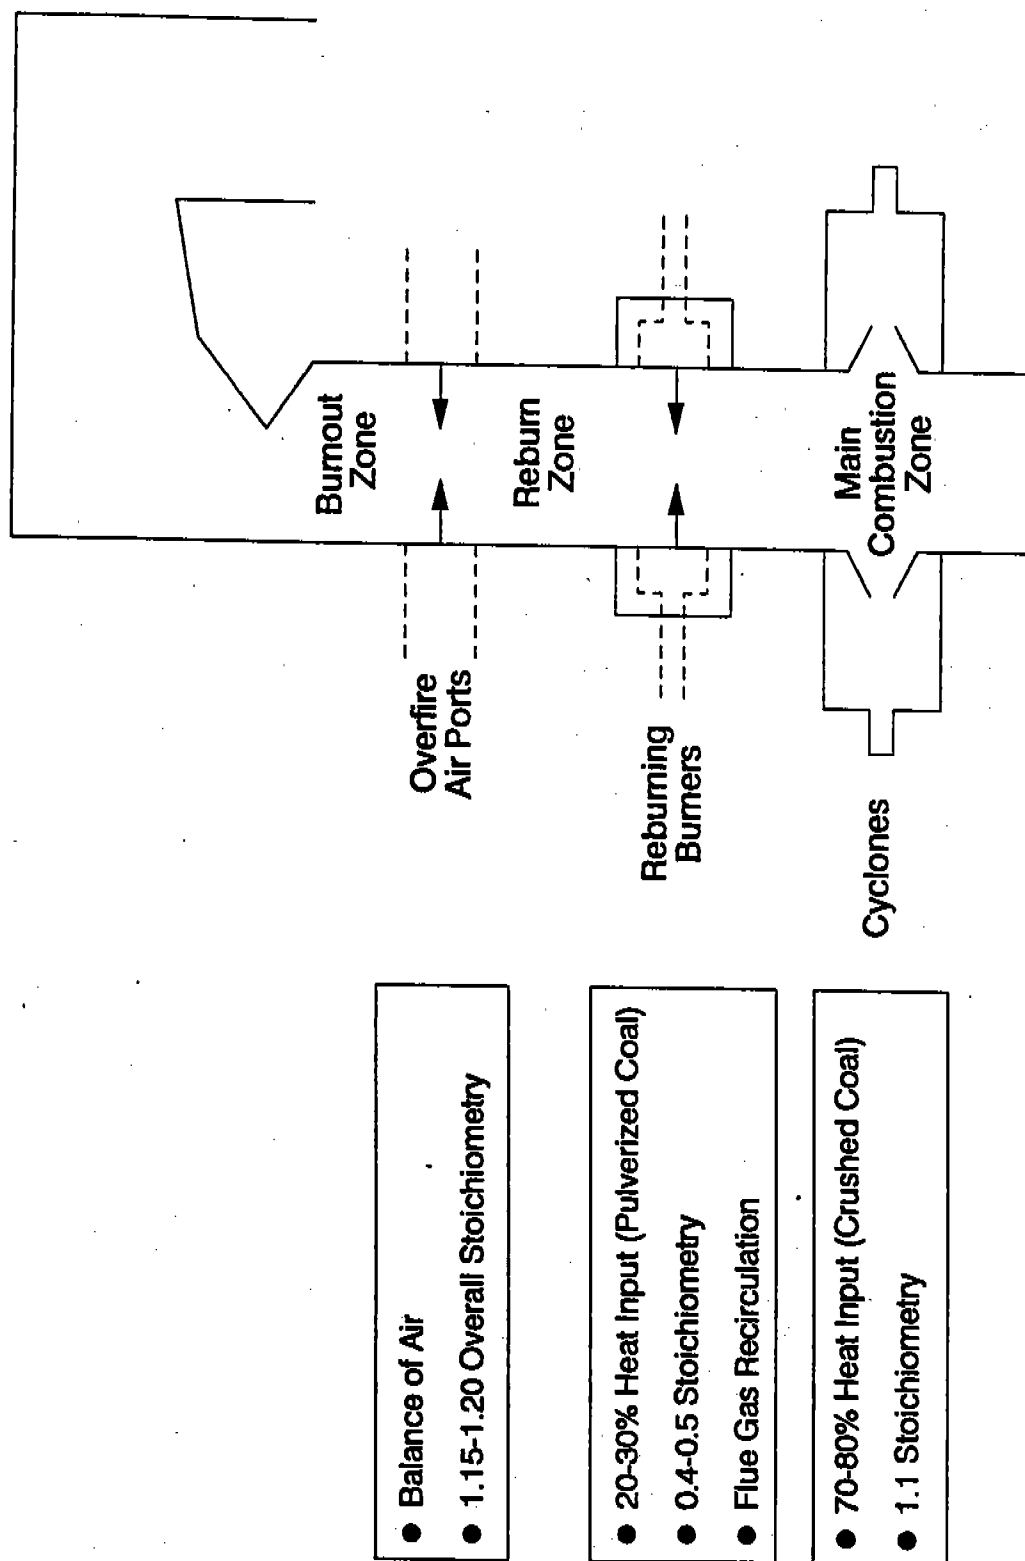 ● Balance of Air
● 1.15-1.20 Overall Stoichiometry
● 20-30% Heat Input (Pulverized Coal)
● 0.4-0.5 Stoichiometry
● Flue Gas Recirculation
● 70-80% Heat Input (Crushed Coal)
● 1.1 Stoichiometry
Overfire
Air Ports
Reburning
Burners
Cyclones
Burnout
Zone
Reburn
Zone
Main
Combustion
Zone